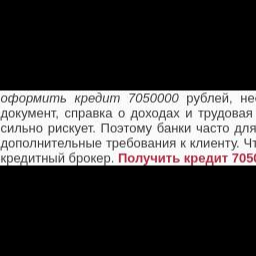 оформить кредит 7050000 рублей, не
документ, справка о доходах и трудовая
сильно рискует. Поэтому банки часто для
дополнительные требования к клиенту. Чт
кредитный брокер. Получить кредит 7050